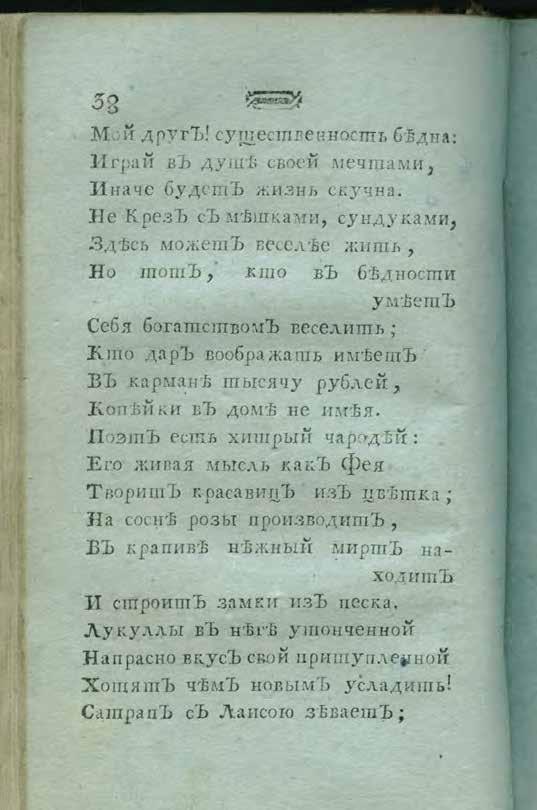 38
Мой другъ! существенность бѣдна:
Играй въ душѣ своей мечтами,
Иначе будетъ жизнь скучна.
Не Крезъ съ мѣшками, сундуками,
Здѣсь можетъ веселѣе жить,
Но тотъ, кто въ бѣдности
умѣетъ
Себя богатствомъ веселить;
Кто даръ воображать имѣетъ
Въ карманѣ тысячу рублей,
Копѣйки въ домѣ не имѣя.
Поэтъ есть хитрый чародѣй:
Его живая мысль какъ Фея
Творитъ красавицъ изъ цвѣтка;
На соснѣ розы производитъ,
Въ крапивѣ нѣжный миртъ на-
ходитъ
И строитъ замки изъ песка.
Лукуллы въ нѣгѣ утонченной
Напрасно вкусъ свой притупленной
Хотятъ чѣмъ новымъ усладить!
Сатрапъ съ Лаисою зѣваетъ;